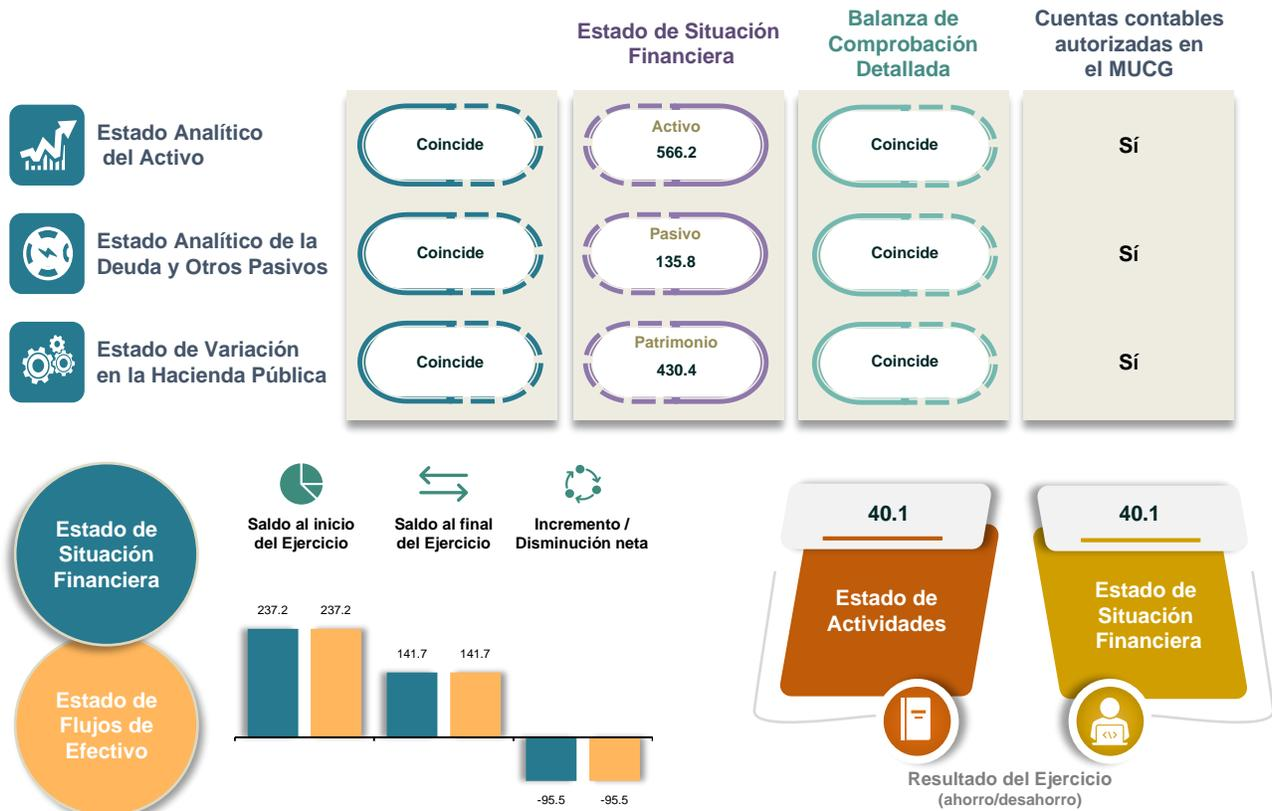 Estado de Situación
Financiera
Balanza de
Comprobación
Detallada
Cuentas contables
autorizadas en
el MUCG
Estado Analítico
del Activo
Coincide
Activo
566.2
Coincide
Sí
Estado Analítico de la
Deuda y Otros Pasivos
Coincide
Pasivo
135.8
Coincide
Sí
Estado de Variación
en la Hacienda Pública
Coincide
Patrimonio
430.4
Coincide
Sí
Estado de
Situación
Financiera
Estado de
Flujos de
Efectivo
Saldo al inicio
del Ejercicio
Saldo al final
del Ejercicio
Incremento /
Disminución neta
237.2
237.2
141.7
141.7
-95.5
-95.5
40.1
Estado de
Actividades
40.1
Estado de
Situación
Financiera
Resultado del Ejercicio
(ahorro/desahorro)